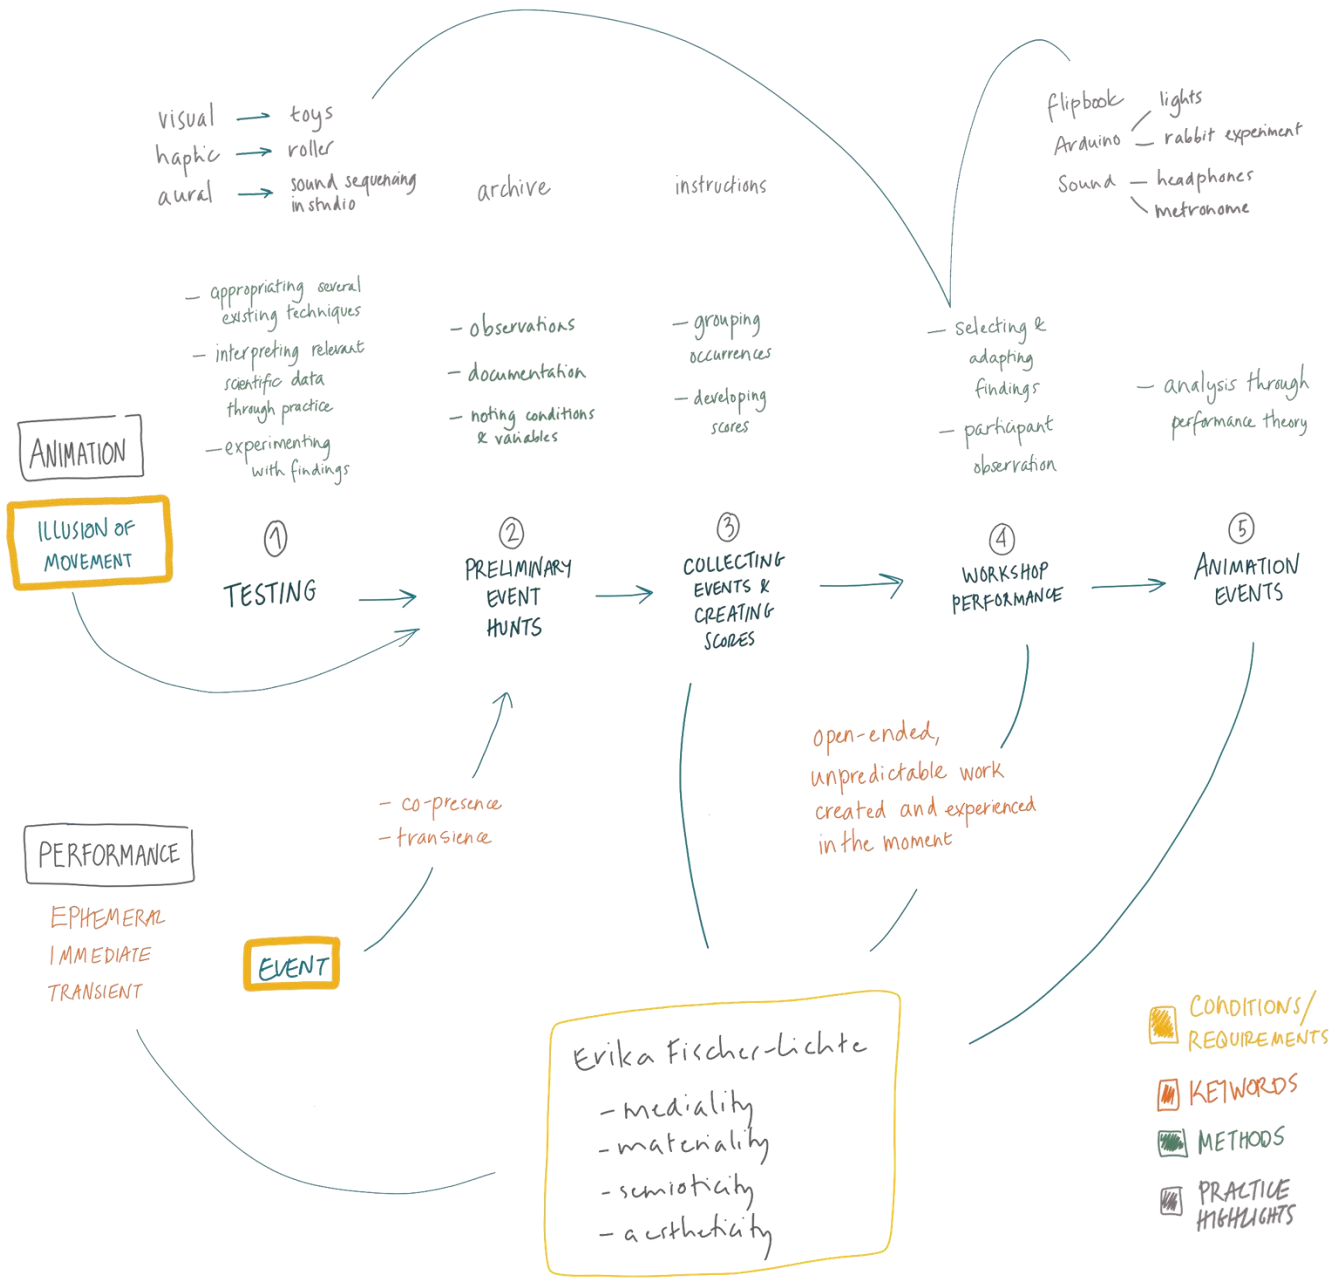 visual → toys
haptic → roller
aural → sound sequencing
in studio
archive
instructions
flipbook
Arduino — lights
— rabbit experiment
Sound — headphones
metronome
— appropriating several
existing techniques
— interpreting relevant
scientific data
through practice
— experimenting
with findings
— observations
— documentation
— noting conditions
& variables
— grouping
occurrences
— developing
scores
— selecting &
adapting
findings
— participant
observation
— analysis through
performance theory
ANIMATION
ILLUSION OF
MOVEMENT
1
TESTING
2
PRELIMINARY
EVENT
HUNTS
3
COLLECTING
EVENTS &
CREATING
SCORES
4
WORKSHOP
PERFORMANCE
5
ANIMATION
EVENTS
- co-presence
- transience
open-ended,
unpredictable work
created and experienced
in the moment
PERFORMANCE
EPHEMERAL
IMMEDIATE
TRANSIENT
EVENT
Erika Fischer-Lichte
- mediality
- materiality
- semioticity
- aestheticity
CONDITIONS/
REQUIREMENTS
KEYWORDS
METHODS
PRACTICE
HIGHLIGHTS